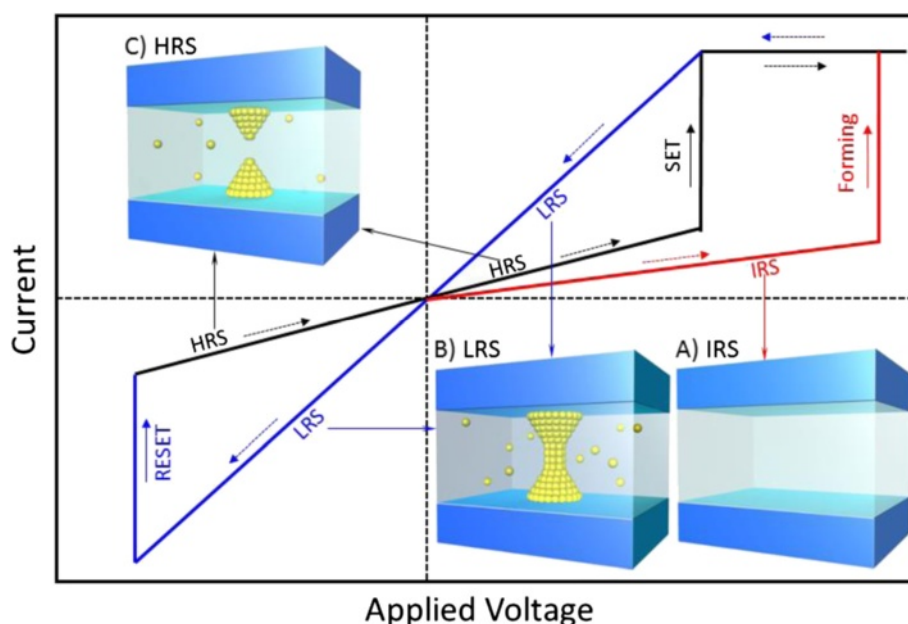 C) HRS
LRS
SET
Forming
HRS
IRS
HRS
B) LRS
A) IRS
LRS
RESET
Current
Applied Voltage